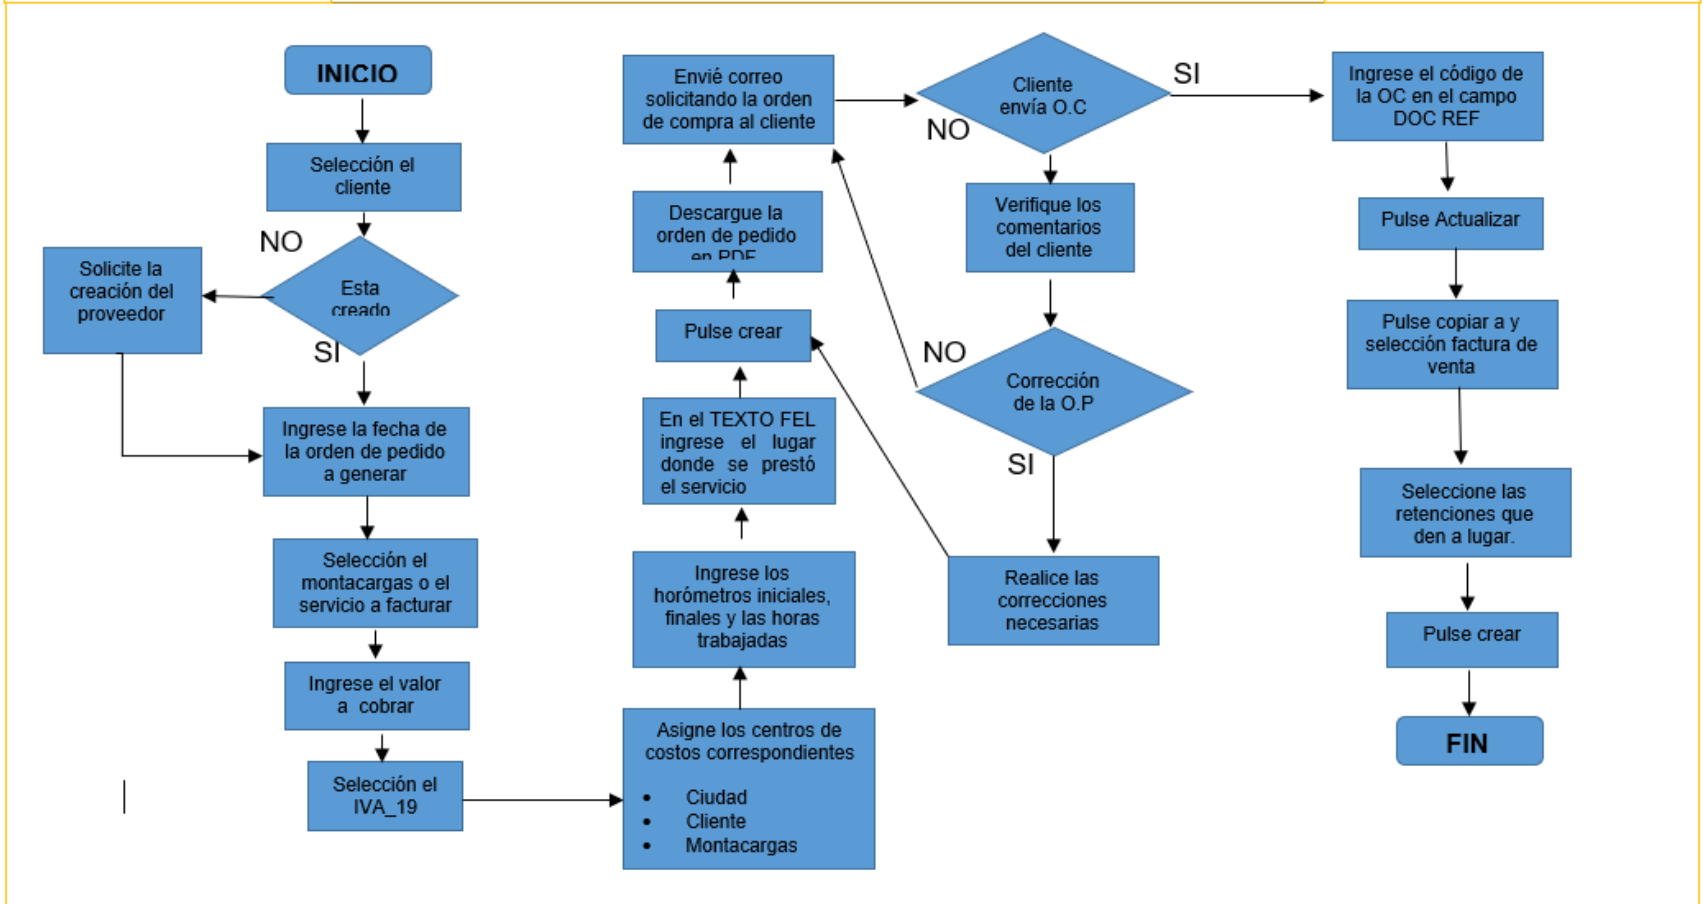 INICIO
Selección el
cliente
NO
Esta
creado
SI
Solicite la
creación del
proveedor
Ingrese la fecha de
la orden de pedido
a generar
Selección el
montacargas o el
servicio a facturar
Ingrese el valor
a cobrar
Selección el
IVA_19
Asigne los centros de
costos correspondientes
• Ciudad
• Cliente
• Montacargas
Ingrese los
horómetros iniciales,
finales y las horas
trabajadas
En el TEXTO FEL
ingrese el lugar
donde se prestó
el servicio
Pulse crear
Descargue la
orden de pedido
en PDF
Envié correo
solicitando la orden
de compra al cliente
Cliente
envía O.C
NO
SI
Verifique los
comentarios
del cliente
NO
Corrección
de la O.P
SI
Realice las
correcciones
necesarias
Ingrese el código de
la OC en el campo
DOC REF
Pulse Actualizar
Pulse copiar a y
selección factura de
venta
Seleccione las
retenciones que
den a lugar.
Pulse crear
FIN